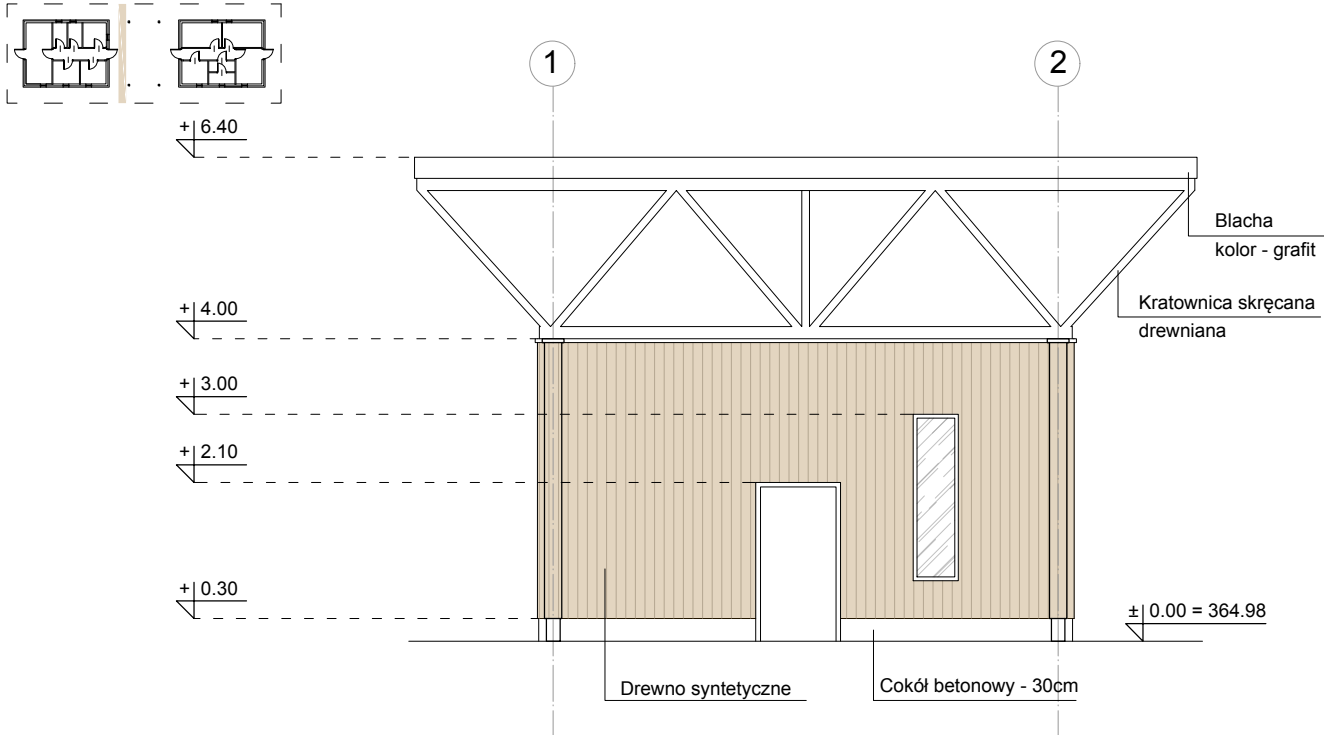 1
2
+ 6.40
Blacha
kolor - grafit
Kratownica skręcana
drewniana
+ 4.00
+ 3.00
+ 2.10
+ 0.30
± 0.00 = 364.98
Drewno syntetyczne
Cokół betonowy - 30cm